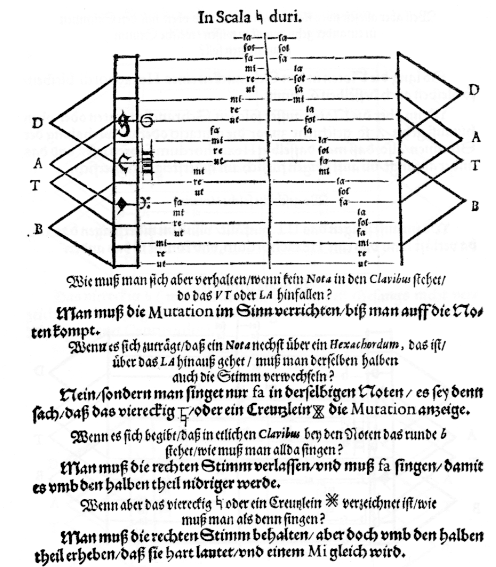 In Scala ♮ duri.
la la
sol sol
fa fa
mi la
re sol
ut fa
D
mi mi
re la
D g G ut sol
fa fa
A
mi la
re sol
A c ut fa
T
mi mi
T re la
ut sol
fa fa
B
mi la
re sol
B ut fa
mi mi
re
ut
Wie muß man sich aber verhalten/wenn kein Nota in den Clavibus stehet/
do das VT oder LA hinfallen?
Man muß die Mutation im Sinn verrichten/biß man auff die No-
ten kompt.
Wenn es sich zuträgt/daß ein Nota nechst über ein Hexachordum, das ist/
über das LA hinauß gehet/ muß man derselben halben
auch die Stimm verwechseln?
Nein/sondern man singet nur fa in derselbigen Noten/ es sey denn
sach/daß das viereckig ♮/oder ein Creutzlein ※ die Mutation anzeige.
Wenn es sich begibt/daß in etlichen Clavibus bey den Noten das runde b
stehet/wie muß man allda singen?
Man muß die rechten Stimm verlassen/vnd muß fa singen/damit
es vmb den halben theil nidriger werde.
Wenn aber das viereckig ♮ oder ein Creutzlein ※ verzeichnet ist/wie
muß man als denn singen?
Man muß die rechten Stimm behalten/aber doch vmb den halben
theil erheben/daß sie hart lautet/vnd einem Mi gleich wird.